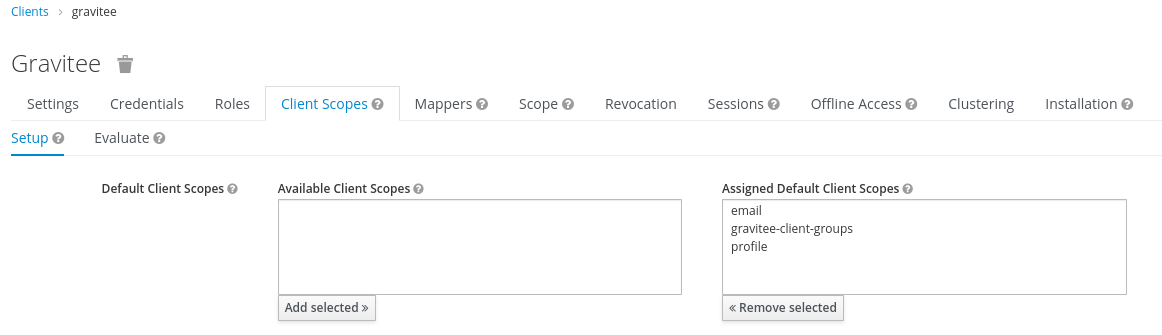 Clients > gravitee
Gravitee
Settings Credentials Roles Client Scopes ? Mappers ? Scope ? Revocation Sessions ? Offline Access ? Clustering Installation ?
Setup ? Evaluate ?
Default Client Scopes ? Available Client Scopes ? Assigned Default Client Scopes ?
email
gravitee-client-groups
profile
Add selected » « Remove selected